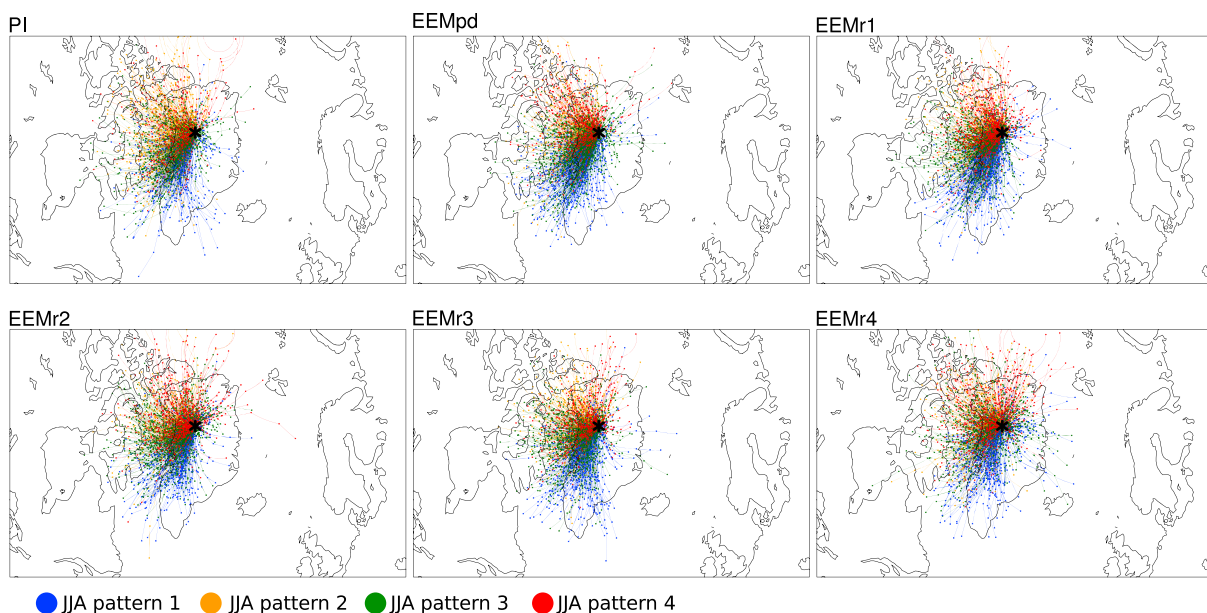 PI
EEMpd
EEMr1
EEMr2
EEMr3
EEMr4
JJA pattern 1
JJA pattern 2
JJA pattern 3
JJA pattern 4